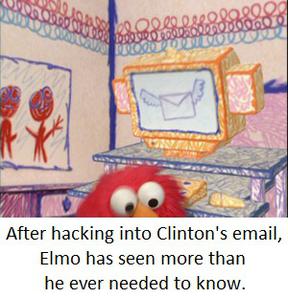 After hacking into Clinton's email,
Elmo has seen more than
he ever needed to know.